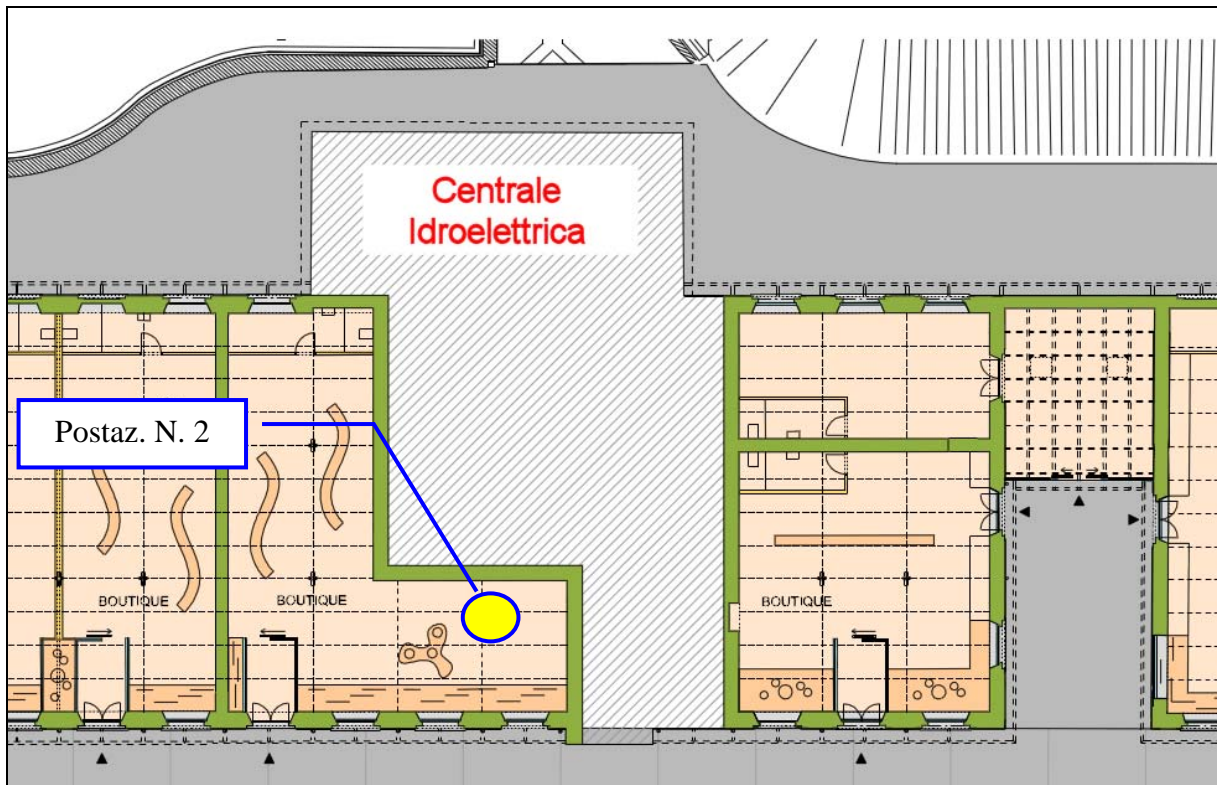 Centrale
Idroelettrica
Postaz. N. 2
BOUTIQUE
BOUTIQUE
BOUTIQUE